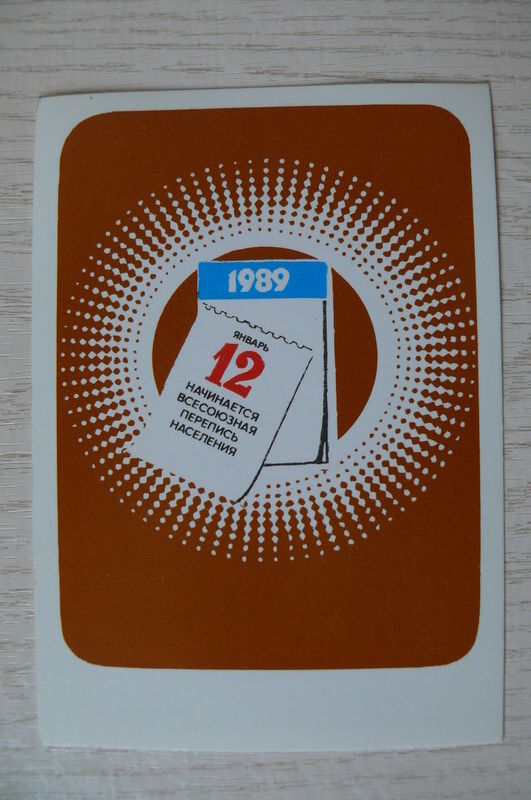 1989
ЯНВАРЬ
12
НАЧИНАЕТСЯ
ВСЕСОЮЗНАЯ
ПЕРЕПИСЬ
НАСЕЛЕНИЯ